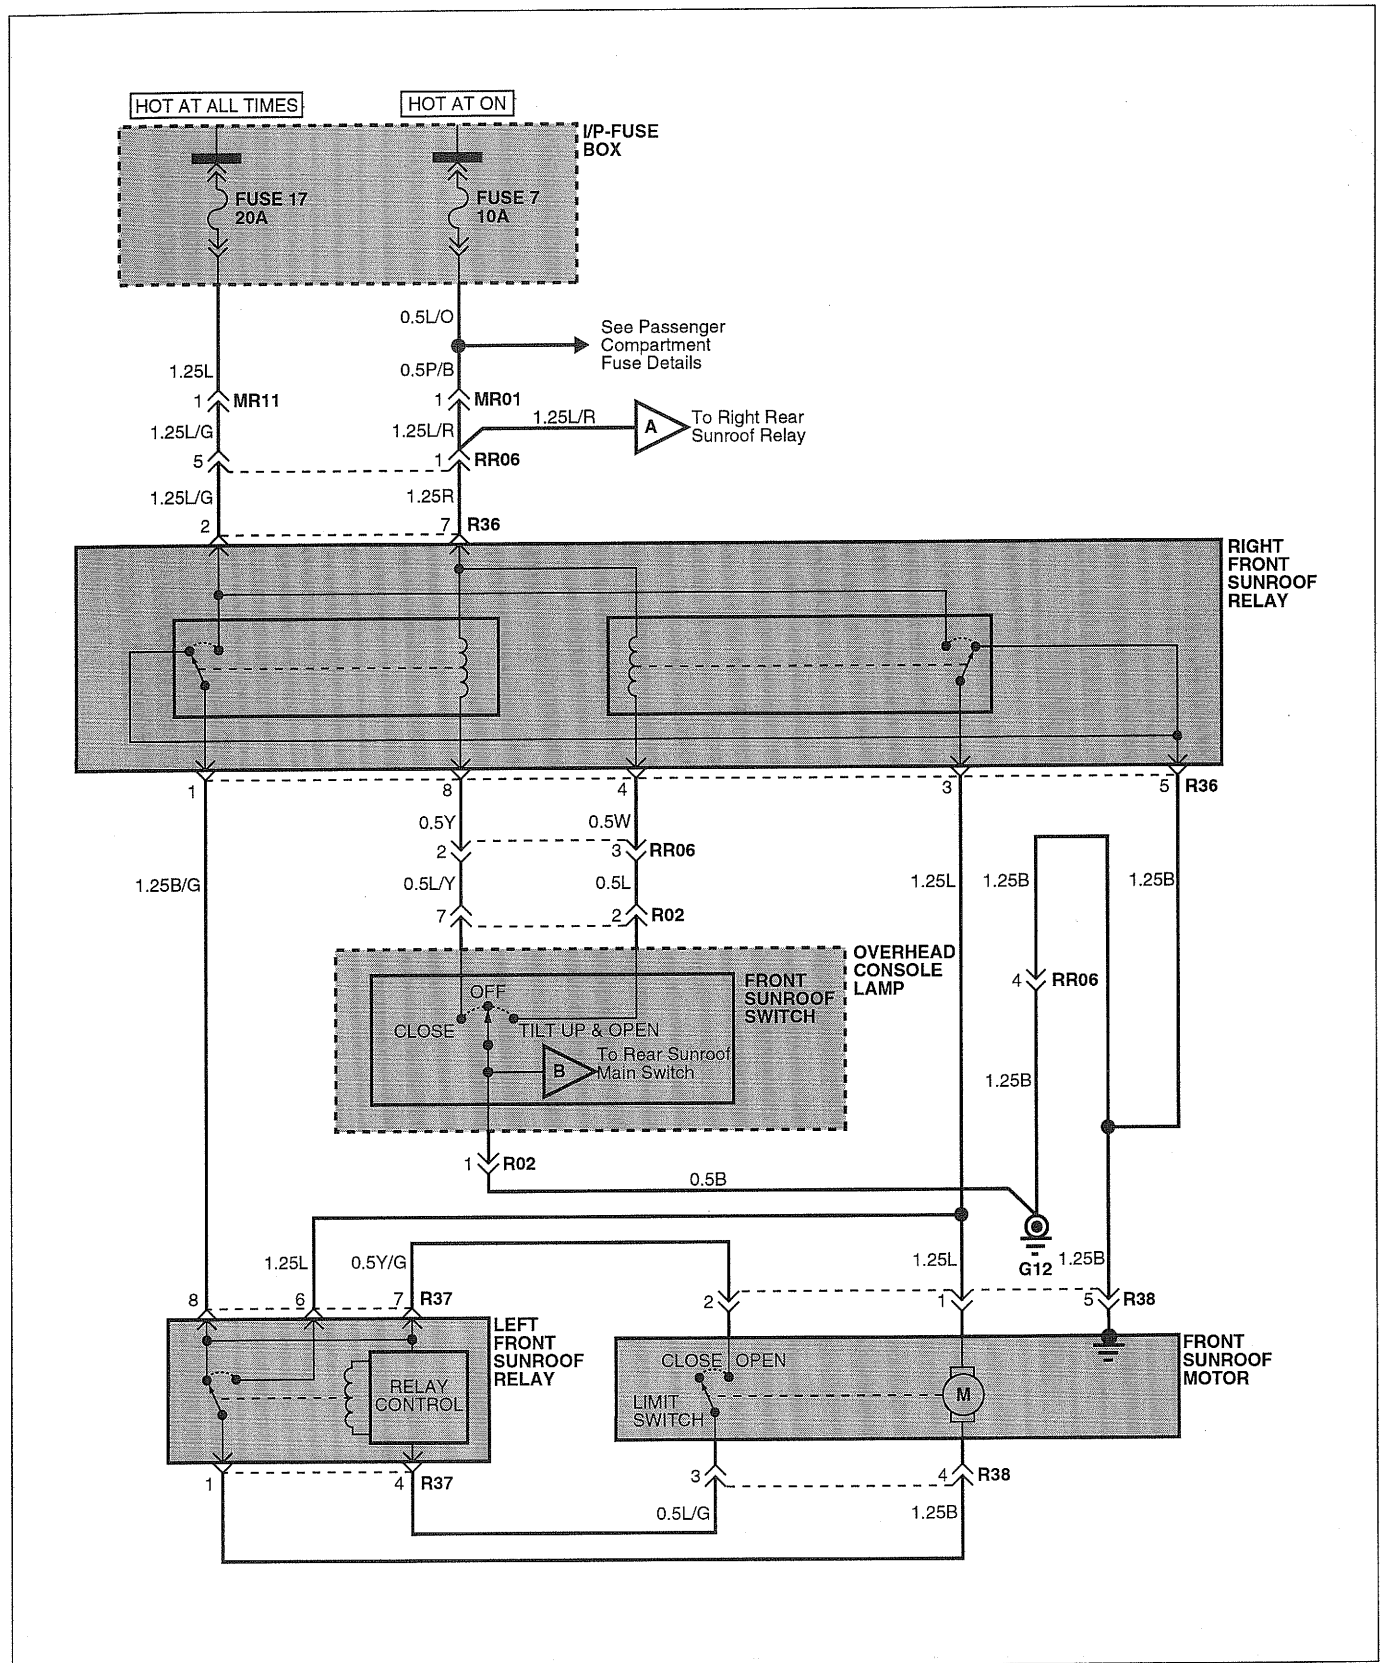 HOT AT ALL TIMES
HOT AT ON
I/P-FUSE
BOX
FUSE 17
20A
FUSE 7
10A
0.5L/O
See Passenger
Compartment
Fuse Details
1.25L
0.5P/B
1
MR11
1
MR01
1.25L/G
1.25L/R
1.25L/R
A
To Right Rear
Sunroof Relay
5
1
RR06
1.25L/G
1.25R
2
7
R36
RIGHT
FRONT
SUNROOF
RELAY
1
8
4
3
5
R36
0.5Y
0.5W
2
3
RR06
1.25B/G
0.5L/Y
0.5L
1.25L
1.25B
1.25B
7
2
R02
OVERHEAD
CONSOLE
LAMP
FRONT
SUNROOF
SWITCH
OFF
CLOSE
TILT UP & OPEN
B
To Rear Sunroof
Main Switch
4
RR06
1.25B
1
R02
0.5B
G12
1.25L
0.5Y/G
1.25L
1.25B
8
6
7
R37
2
1
5
R38
LEFT
FRONT
SUNROOF
RELAY
RELAY
CONTROL
CLOSE
OPEN
LIMIT
SWITCH
M
FRONT
SUNROOF
MOTOR
1
4
R37
3
4
R38
0.5L/G
1.25B